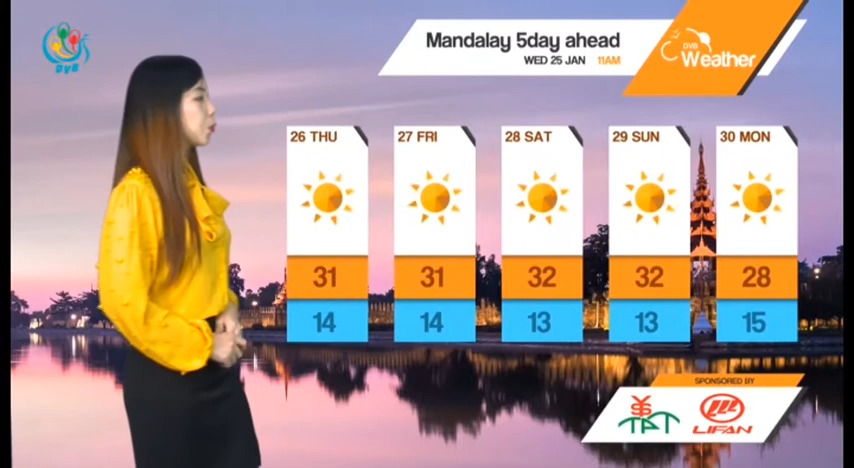 DVB
Mandalay 5day ahead
WED 25 JAN 11AM
DVB
Weather
26 THU
27 FRI
28 SAT
29 SUN
30 MON
31
31
32
32
28
14
14
13
13
15
SPONSORED BY
TPT
LIFAN